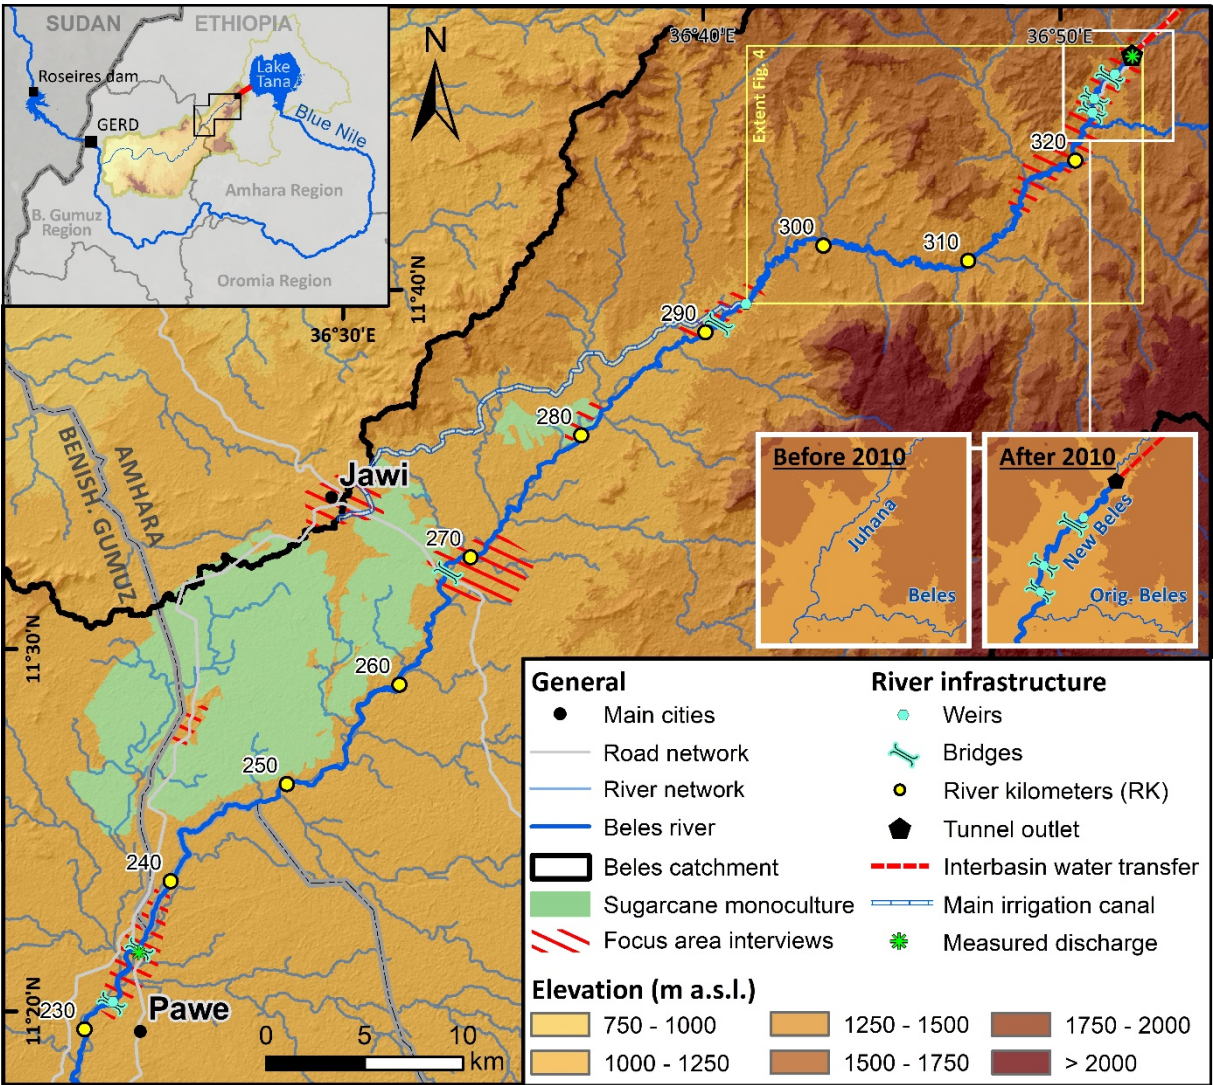 SUDAN
ETHIOPIA
Roseires dam
Lake
Tana
GERD
Blue Nile
Amhara Region
B. Gumuz
Region
Oromia Region
N
36°40'E
36°50'E
Extent Fig. 4
320
300
310
11°40'N
36°30'E
290
280
BENISH. GUMUZ
AMHARA
Jawi
270
Before 2010
Juhana
Beles
After 2010
New Beles
Orig. Beles
11°30'N
260
250
240
230
11°20'N
Pawe
0
5
10
km
General
Main cities
Road network
River network
Beles river
Beles catchment
Sugarcane monoculture
Focus area interviews
River infrastructure
Weirs
Bridges
River kilometers (RK)
Tunnel outlet
Interbasin water transfer
Main irrigation canal
Measured discharge
Elevation (m a.s.l.)
750 - 1000
1000 - 1250
1250 - 1500
1500 - 1750
1750 - 2000
> 2000